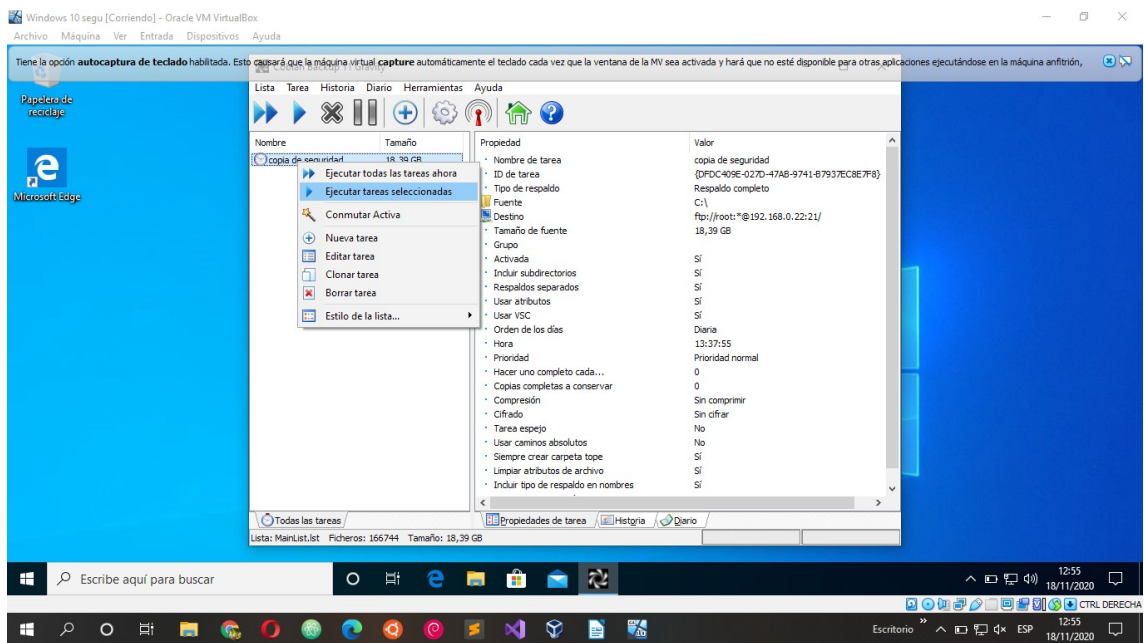 Windows 10 segu [Corriendo] - Oracle VM VirtualBox
Archivo Máquina Ver Entrada Dispositivos Ayuda
Tiene la opción autocaptura de teclado habilitada. Esto causará que la máquina virtual capture automáticamente el teclado cada vez que la ventana de la MV sea activada y hará que no esté disponible para otras aplicaciones ejecutándose en la máquina anfitrión,
Cobian Backup 11 Gravity
Papelera de
reciclaje
Microsoft Edge
Lista Tarea Historia Diario Herramientas Ayuda
Nombre Tamaño
copia de seguridad 18,39 GB
Ejecutar todas las tareas ahora
Ejecutar tareas seleccionadas
Conmutar Activa
Nueva tarea
Editar tarea
Clonar tarea
Borrar tarea
Estilo de la lista...
Propiedad Valor
Nombre de tarea copia de seguridad
ID de tarea {DFDC409E-027D-47AB-9741-B7937EC8E7F8}
Tipo de respaldo Respaldo completo
Fuente C:\
Destino ftp://root:*@192.168.0.22:21/
Tamaño de fuente 18,39 GB
Grupo
Activada Sí
Incluir subdirectorios Sí
Respaldos separados Sí
Usar atributos Sí
Usar VSC Sí
Orden de los días Diaria
Hora 13:37:55
Prioridad Prioridad normal
Hacer uno completo cada... 0
Copias completas a conservar 0
Compresión Sin comprimir
Cifrado Sin cifrar
Tarea espejo No
Usar caminos absolutos No
Siempre crear carpeta tope Sí
Limpiar atributos de archivo Sí
Incluir tipo de respaldo en nombres Sí
Todas las tareas
Propiedades de tarea Historia Diario
Lista: MainList.lst Ficheros: 166744 Tamaño: 18,39 GB
Escribe aquí para buscar
12:55
18/11/2020
CTRL DERECHA
Escritorio
ESP
12:55
18/11/2020